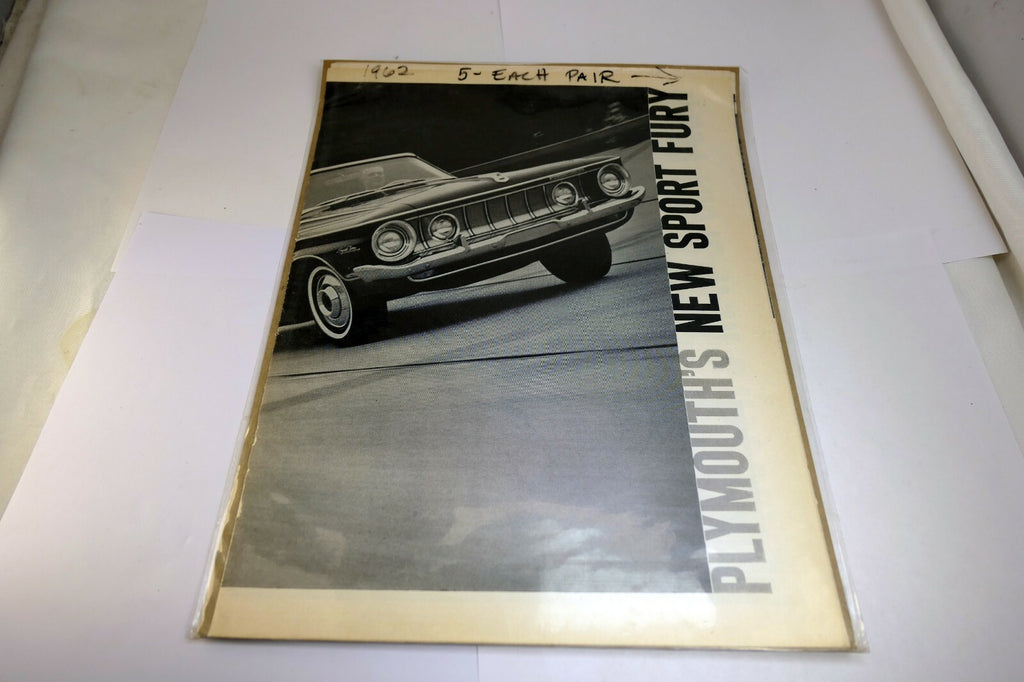 1962 5- EACH PAIR
PLYMOUTH'S NEW SPORT FURY